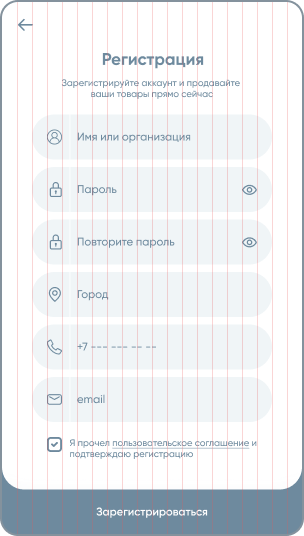 Регистрация
Зарегистрируйте аккаунт и продавайте
ваши товары прямо сейчас
Имя или организация
Пароль
Повторите пароль
Город
+7 --- --- -- --
email
Я прочел пользовательское соглашение и
подтверждаю регистрацию
Зарегистрироваться